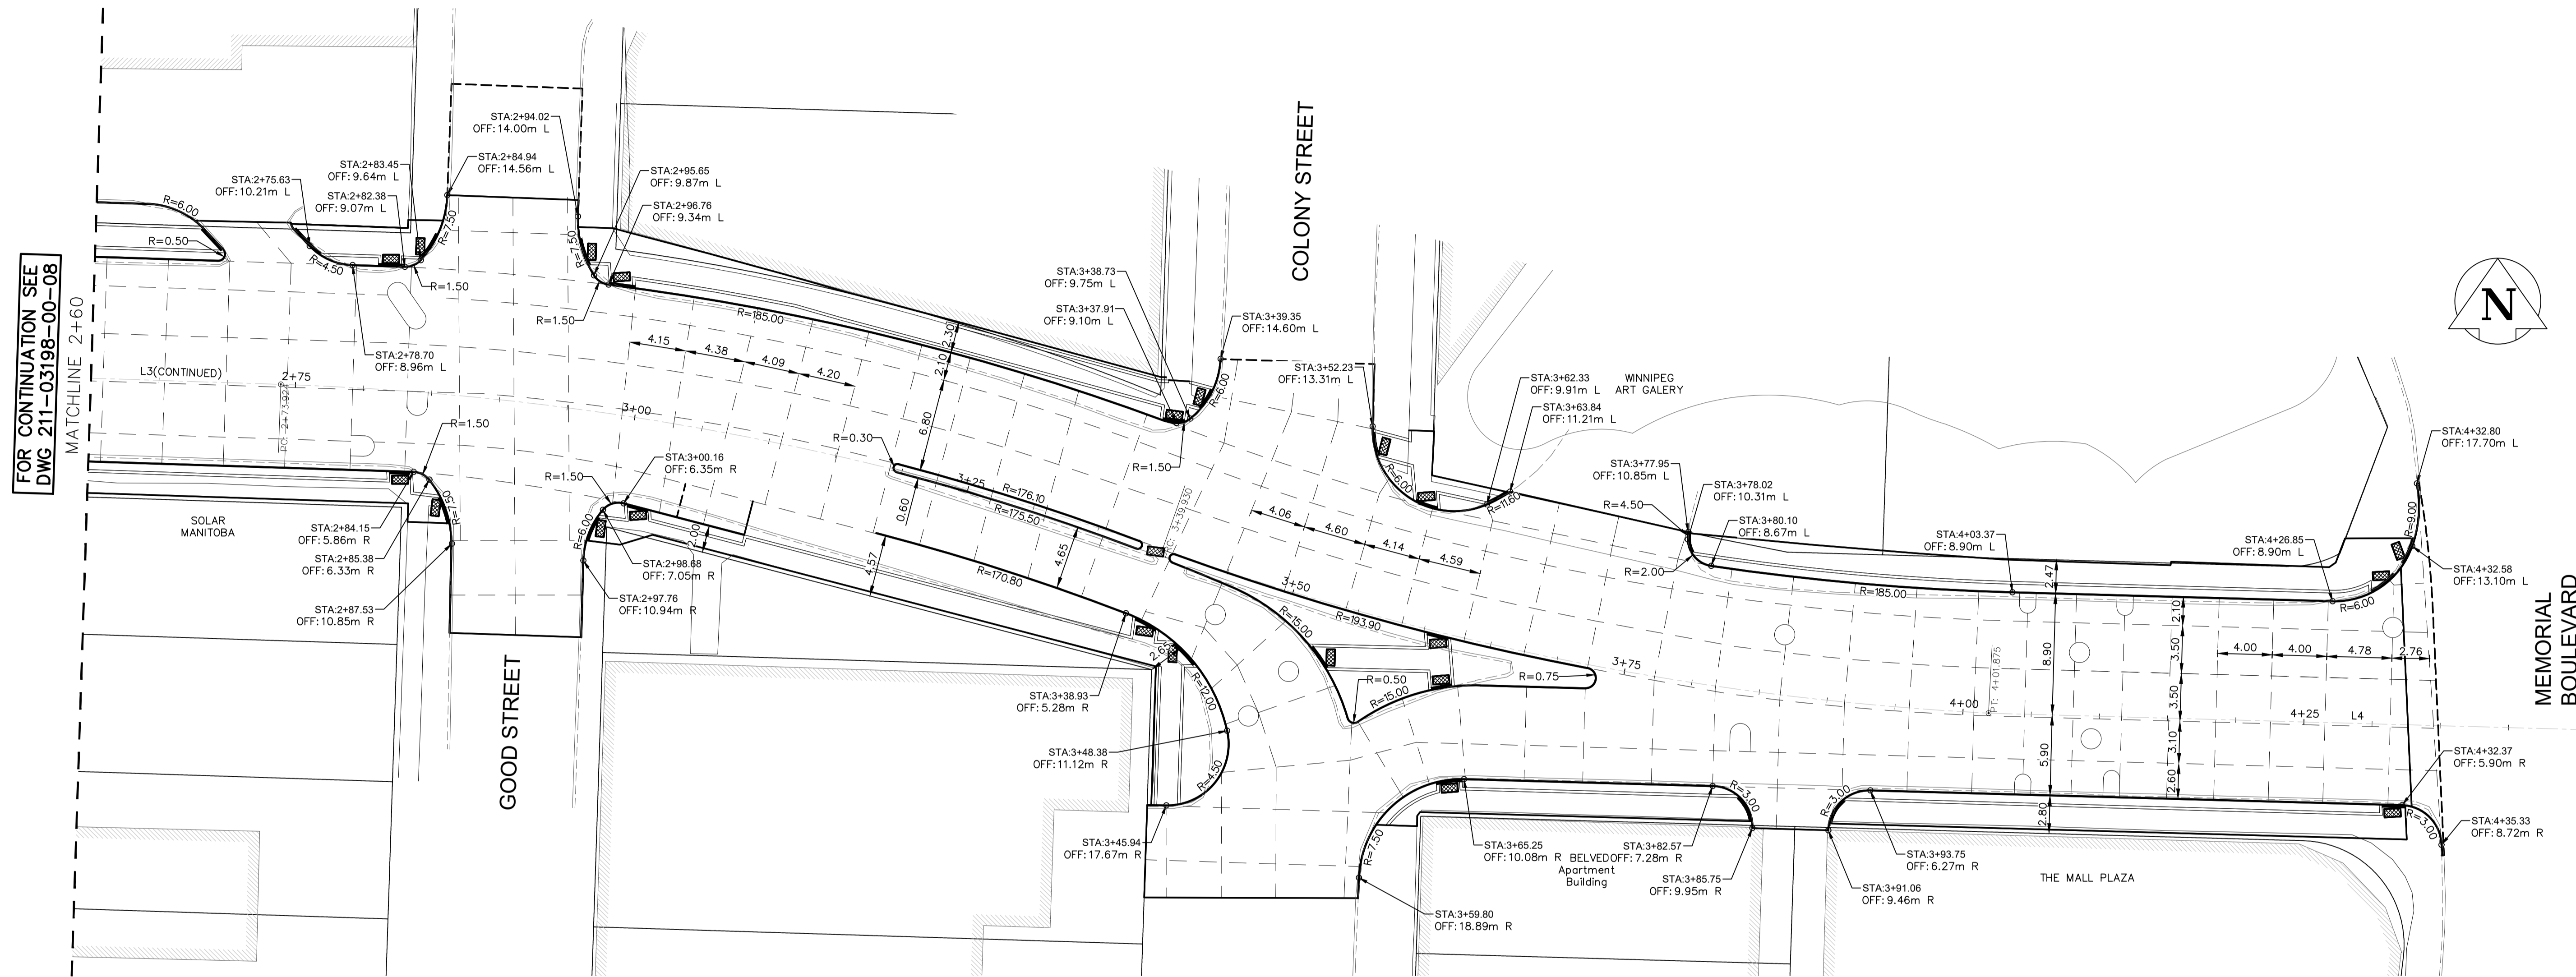 FOR CONTINUATION SEE
DWG 211-03198-00-08
MATCHLINE 2+60
R=6.00
R=0.50
STA:2+75.63
OFF:10.21m L
STA:2+83.45
OFF:9.64m L
STA:2+82.38
OFF:9.07m L
R=4.50
R=7.50
R=1.50
STA:2+94.02
OFF:14.00m L
STA:2+84.94
OFF:14.56m L
STA:2+95.65
OFF:9.87m L
STA:2+96.76
OFF:9.34m L
R=7.50
R=1.50
STA:2+78.70
OFF:8.96m L
L3(CONTINUED)
2+75
PC: 2+73.924
3+00
R=185.00
4.15
4.38
4.09
4.20
2.30
2.10
6.80
R=0.30
0.60
3+25
R=176.10
R=175.50
R=170.80
4.57
4.65
STA:3+38.73
OFF:9.75m L
STA:3+37.91
OFF:9.10m L
STA:3+39.35
OFF:14.60m L
R=6.00
R=1.50
COLONY STREET
STA:3+52.23
OFF:13.31m L
R=6.00
R=11.60
STA:3+62.33
OFF:9.91m L
STA:3+63.84
OFF:11.21m L
WINNIPEG
ART GALERY
PC: 3+39.930
4.06
4.60
4.14
4.59
3+50
R=193.90
R=15.00
R=15.00
R=0.50
R=0.75
3+75
STA:3+77.95
OFF:10.85m L
STA:3+78.02
OFF:10.31m L
R=4.50
STA:3+80.10
OFF:8.67m L
R=2.00
R=185.00
STA:4+03.37
OFF:8.90m L
STA:4+26.85
OFF:8.90m L
2.47
8.90
5.90
2.80
2.10
3.50
3.50
3.10
2.60
4.00
4.00
4.78
2.76
4+00
PT: 4+01.875
4+25
L4
R=6.00
R=9.00
STA:4+32.80
OFF:17.70m L
STA:4+32.58
OFF:13.10m L
N
MEMORIAL
BOULEVARD
STA:4+32.37
OFF:5.90m R
R=3.00
STA:4+35.33
OFF:8.72m R
SOLAR
MANITOBA
R=1.50
R=7.50
STA:2+84.15
OFF:5.86m R
STA:2+85.38
OFF:6.33m R
STA:2+87.53
OFF:10.85m R
R=1.50
R=6.00
STA:3+00.16
OFF:6.35m R
2.00
STA:2+98.68
OFF:7.05m R
STA:2+97.76
OFF:10.94m R
GOOD STREET
2.65
R=12.00
R=4.50
STA:3+38.93
OFF:5.28m R
STA:3+48.38
OFF:11.12m R
STA:3+45.94
OFF:17.67m R
R=7.50
STA:3+65.25
OFF:10.08m R
BELVED
Apartment
Building
STA:3+82.57
OFF:7.28m R
STA:3+85.75
OFF:9.95m R
R=3.00
R=3.00
STA:3+93.75
OFF:6.27m R
STA:3+91.06
OFF:9.46m R
STA:3+59.80
OFF:18.89m R
THE MALL PLAZA